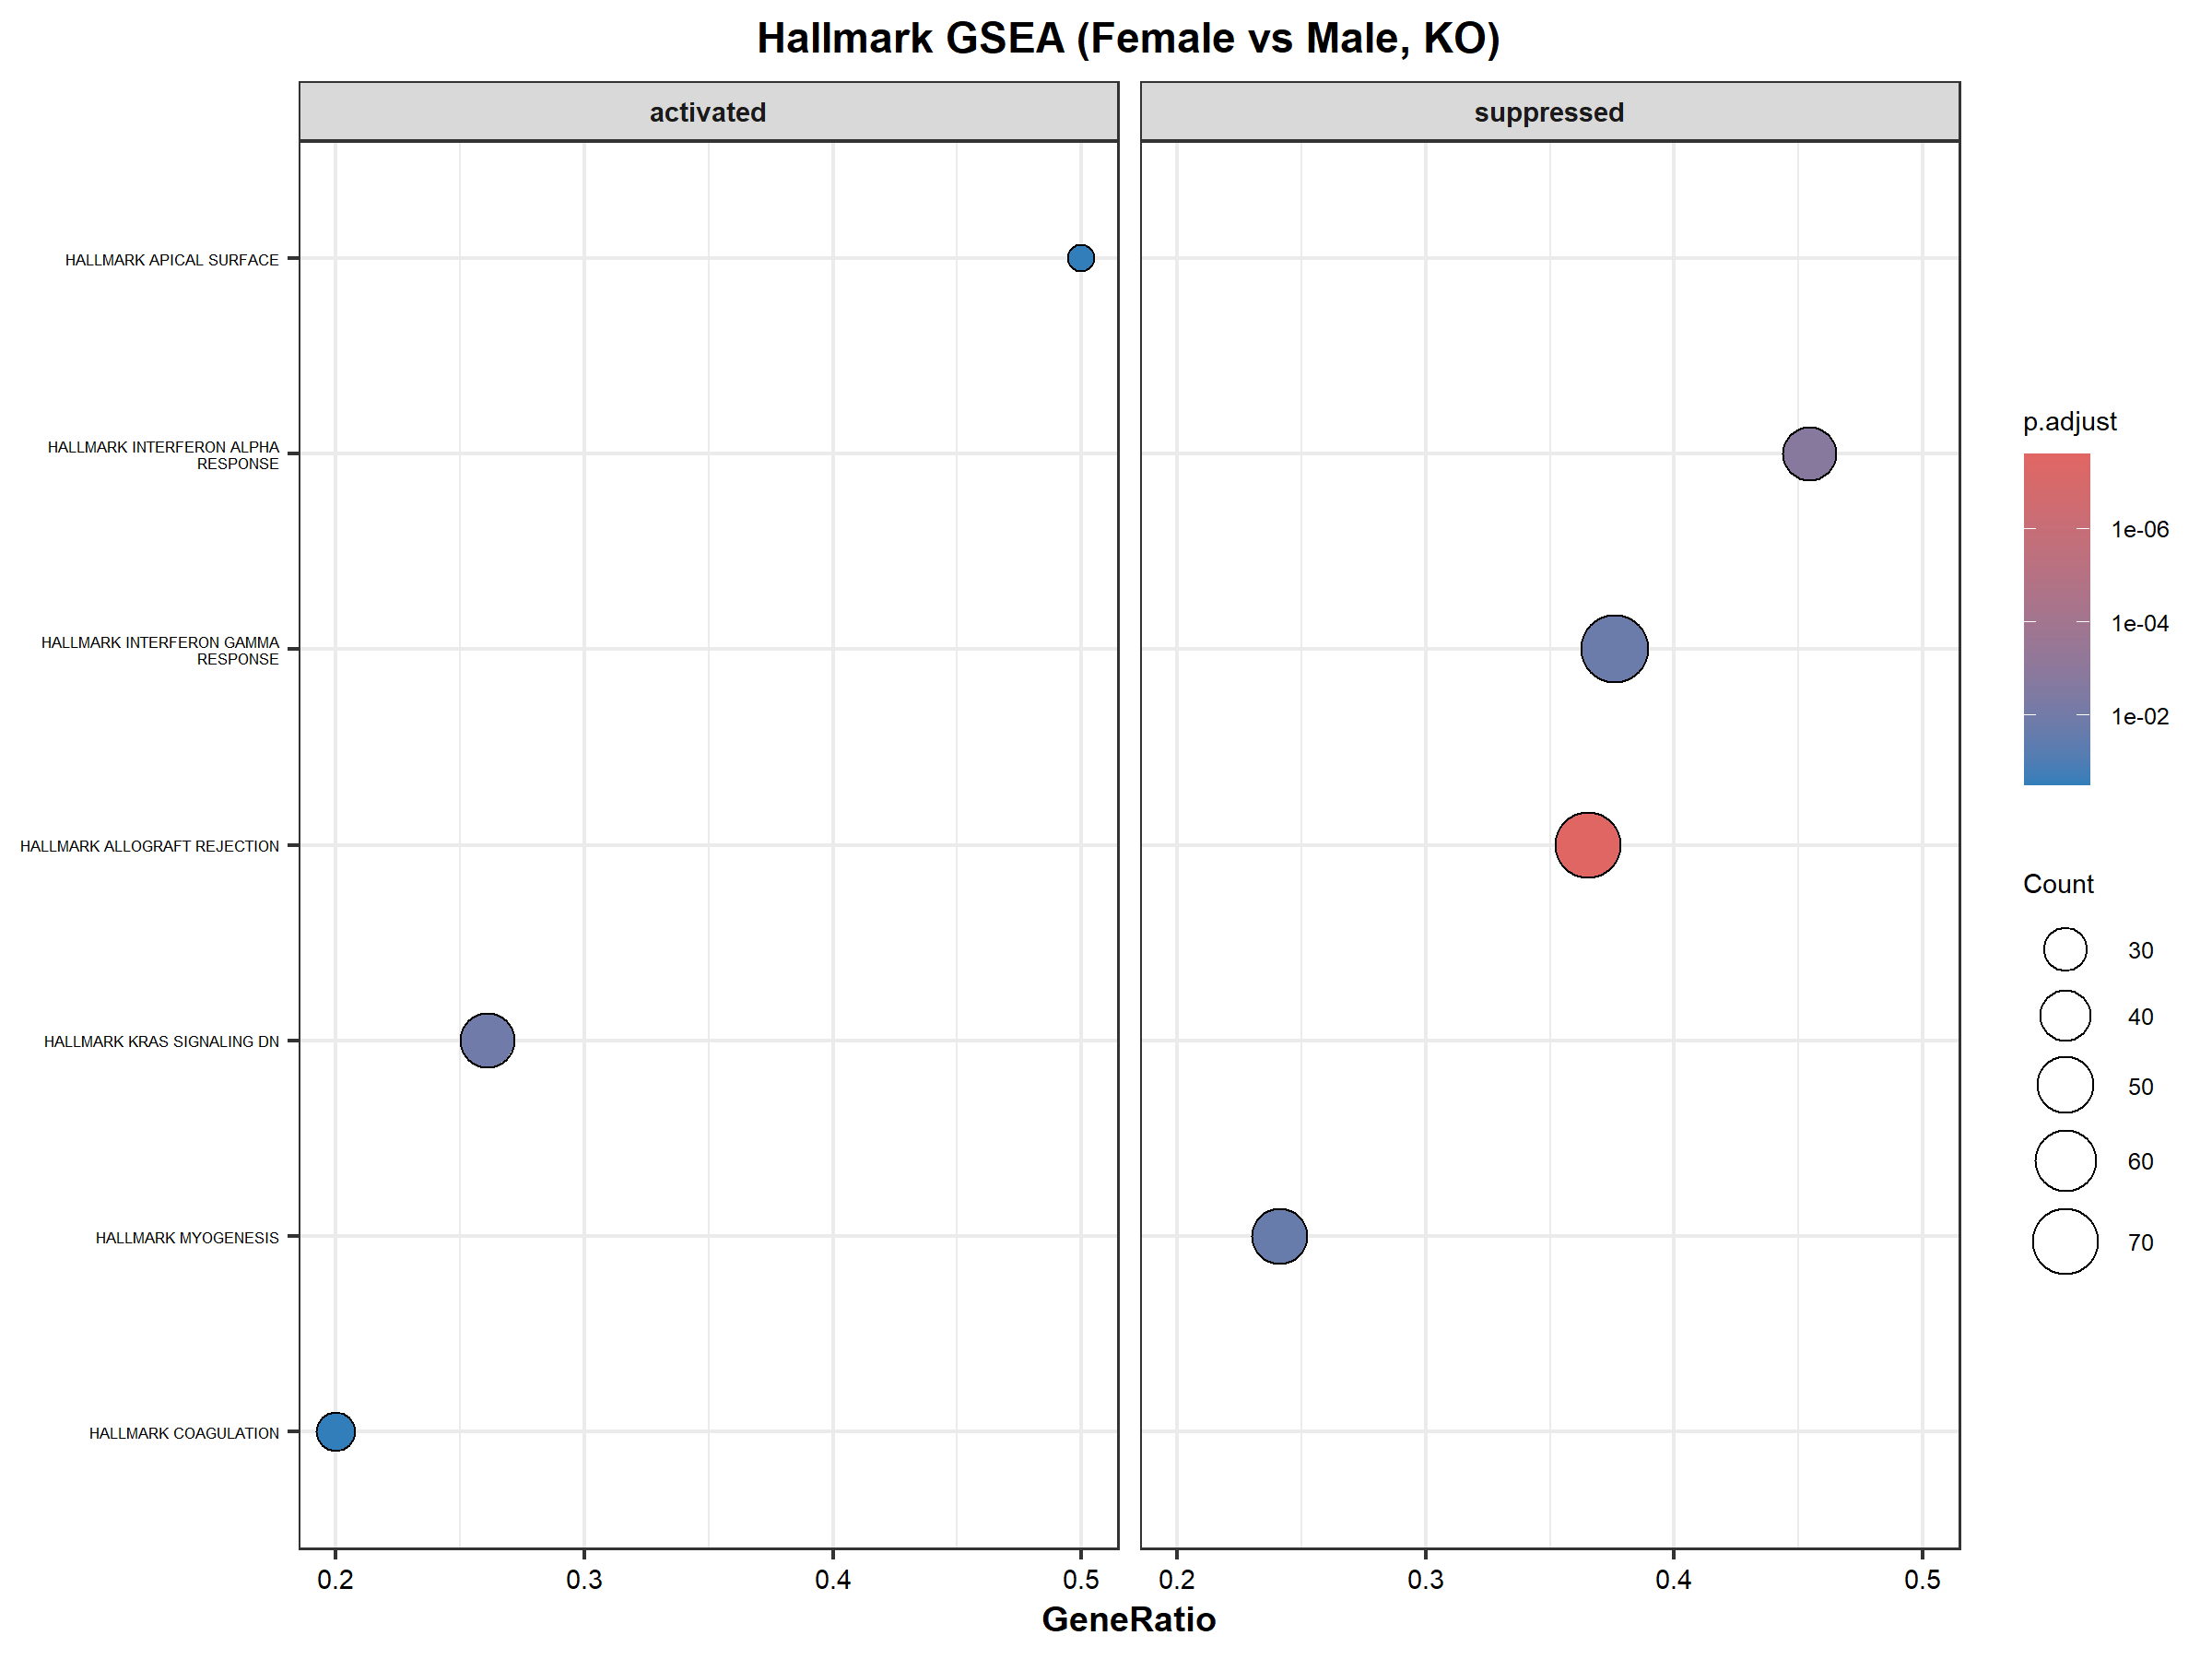 Hallmark GSEA (Female vs Male, KO)
activated
suppressed
HALLMARK APICAL SURFACE
HALLMARK INTERFERON ALPHA
RESPONSE
HALLMARK INTERFERON GAMMA
RESPONSE
HALLMARK ALLOGRAFT REJECTION
HALLMARK KRAS SIGNALING DN
HALLMARK MYOGENESIS
HALLMARK COAGULATION
0.2 0.3 0.4 0.5
0.2 0.3 0.4 0.5
GeneRatio
p.adjust
1e-06
1e-04
1e-02
Count
30
40
50
60
70